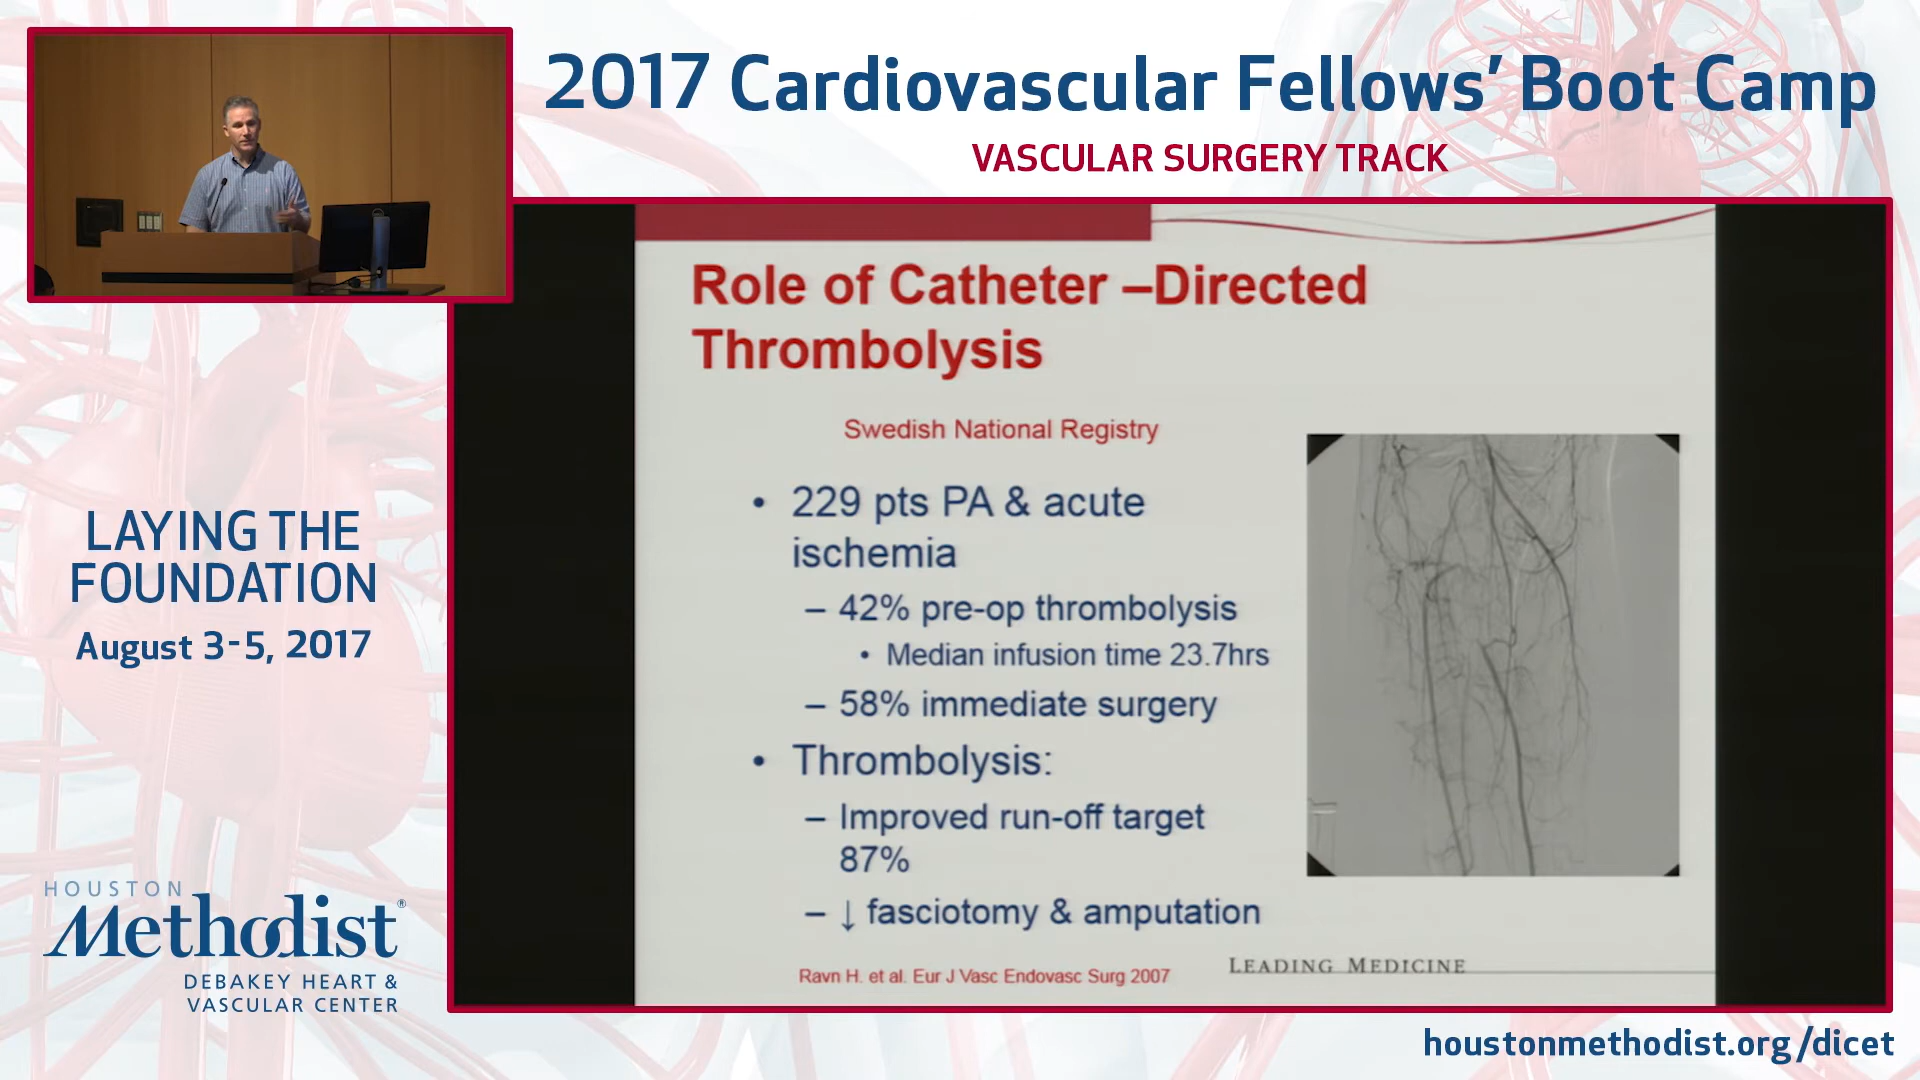 2017 Cardiovascular Fellows' Boot Camp
VASCULAR SURGERY TRACK
Role of Catheter –Directed
Thrombolysis
Swedish National Registry
• 229 pts PA & acute
ischemia
– 42% pre-op thrombolysis
• Median infusion time 23.7hrs
– 58% immediate surgery
• Thrombolysis:
– Improved run-off target
87%
– ↓ fasciotomy & amputation
Ravn H. et al. Eur J Vasc Endovasc Surg 2007
LEADING MEDICINE
LAYING THE
FOUNDATION
August 3-5, 2017
HOUSTON
Methodist®
DEBAKEY HEART &
VASCULAR CENTER
houstonmethodist.org/dicet